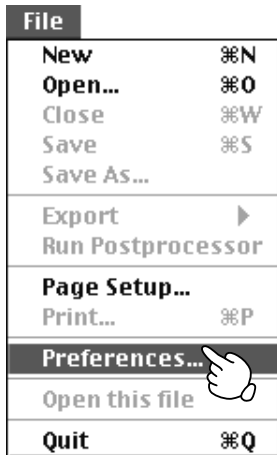 File
New ⌘N
Open... ⌘O
Close ⌘W
Save ⌘S
Save As...
Export
Run Postprocessor
Page Setup...
Print... ⌘P
Preferences...
Open this file
Quit ⌘Q